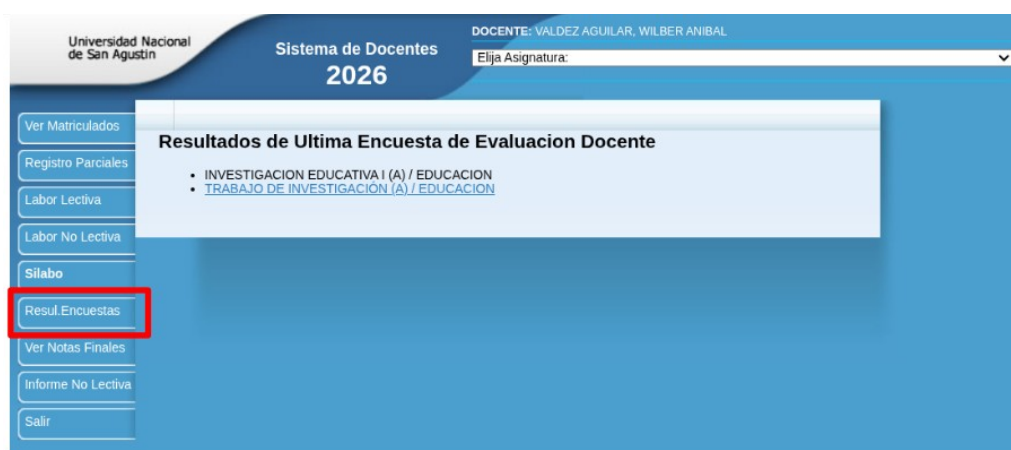 Universidad Nacional
de San Agustin
Sistema de Docentes
2026
DOCENTE: VALDEZ AGUILAR, WILBER ANIBAL
Elija Asignatura:
Ver Matriculados
Registro Parciales
Labor Lectiva
Labor No Lectiva
Silabo
Resul.Encuestas
Ver Notas Finales
Informe No Lectiva
Salir
Resultados de Ultima Encuesta de Evaluacion Docente
INVESTIGACION EDUCATIVA I (A) / EDUCACION
TRABAJO DE INVESTIGACIÓN (A) / EDUCACION